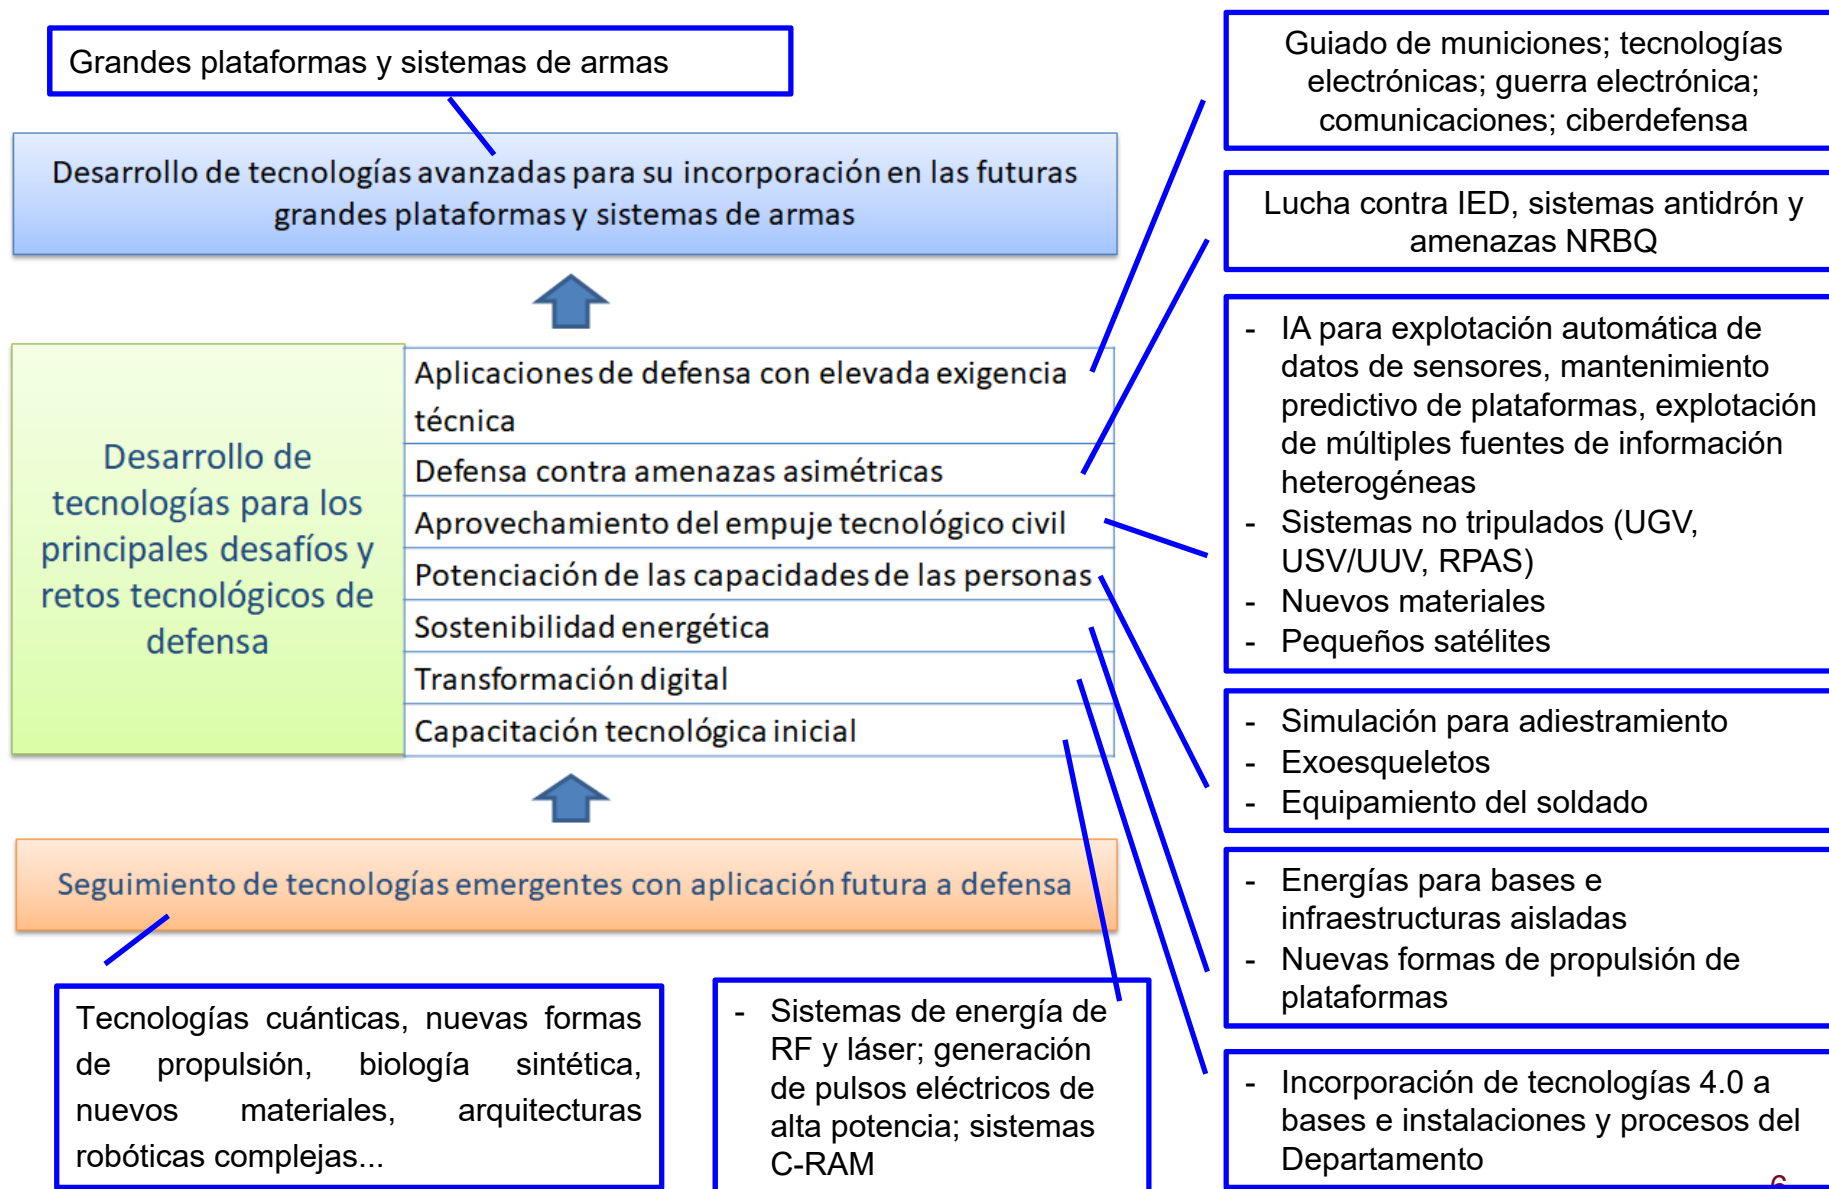 Grandes plataformas y sistemas de armas
Desarrollo de tecnologías avanzadas para su incorporación en las futuras
grandes plataformas y sistemas de armas
Desarrollo de
tecnologías para los
principales desafíos y
retos tecnológicos de
defensa
Aplicaciones de defensa con elevada exigencia
técnica
Defensa contra amenazas asimétricas
Aprovechamiento del empuje tecnológico civil
Potenciación de las capacidades de las personas
Sostenibilidad energética
Transformación digital
Capacitación tecnológica inicial
Seguimiento de tecnologías emergentes con aplicación futura a defensa
Tecnologías cuánticas, nuevas formas
de propulsión, biología sintética,
nuevos materiales, arquitecturas
robóticas complejas...
- Sistemas de energía de
RF y láser; generación
de pulsos eléctricos de
alta potencia; sistemas
C-RAM
Guiado de municiones; tecnologías
electrónicas; guerra electrónica;
comunicaciones; ciberdefensa
Lucha contra IED, sistemas antidrón y
amenazas NRBQ
- IA para explotación automática de
datos de sensores, mantenimiento
predictivo de plataformas, explotación
de múltiples fuentes de información
heterogéneas
- Sistemas no tripulados (UGV,
USV/UUV, RPAS)
- Nuevos materiales
- Pequeños satélites
- Simulación para adiestramiento
- Exoesqueletos
- Equipamiento del soldado
- Energías para bases e
infraestructuras aisladas
- Nuevas formas de propulsión de
plataformas
- Incorporación de tecnologías 4.0 a
bases e instalaciones y procesos del
Departamento